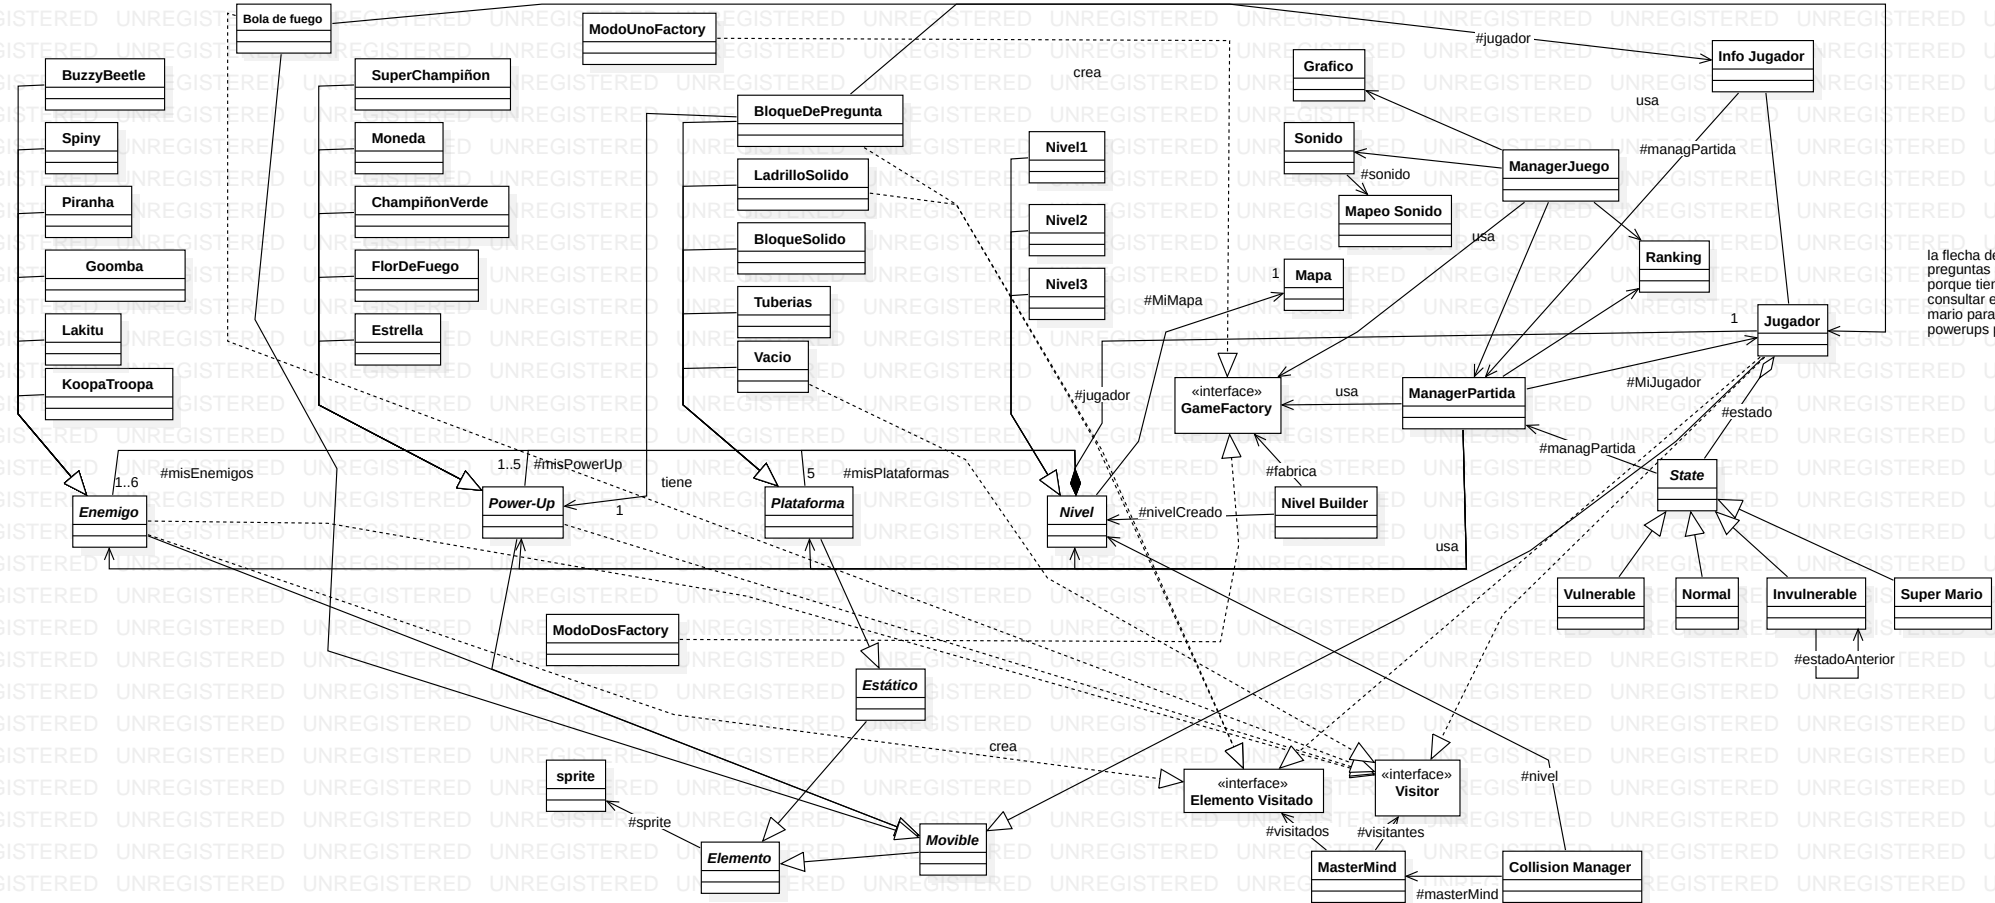 Bola de fuego
ModoUnoFactory
#jugador
Info Jugador
BuzzyBeetle
SuperChampiñon
crea
Grafico
usa
BloqueDePregunta
Spiny
Moneda
Nivel1
Sonido
#managPartida
ManagerJuego
#sonido
LadrilloSolido
Piranha
ChampiñonVerde
Mapeo Sonido
Nivel2
BloqueSolido
usa
Ranking
Goomba
FlorDeFuego
Nivel3
1
Mapa
#MiMapa
la flecha de
preguntas
porque tien
consultar e
mario para
powerups p
Lakitu
Estrella
Tuberias
1
Jugador
Vacio
KoopaTroopa
#jugador
«interface»
GameFactory
usa
ManagerPartida
#MiJugador
#estado
#managPartida
1..6
#misEnemigos
1..5
#misPowerUp
tiene
1
5
#misPlataformas
#fabrica
State
Enemigo
Power-Up
Plataforma
Nivel
#nivelCreado
Nivel Builder
usa
Vulnerable
Normal
Invulnerable
Super Mario
ModoDosFactory
#estadoAnterior
Estático
crea
sprite
«interface»
Elemento Visitado
«interface»
Visitor
#nivel
#sprite
#visitados
#visitantes
Elemento
Movible
MasterMind
Collision Manager
#masterMind